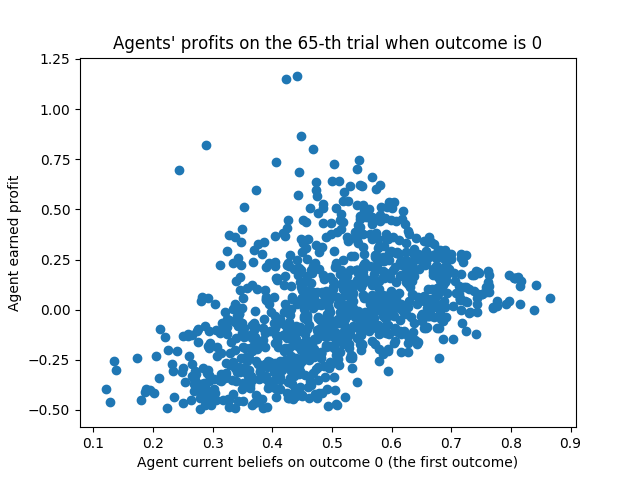 Agents' profits on the 65-th trial when outcome is 0
1.25
1.00
0.75
0.50
0.25
0.00
−0.25
−0.50
Agent earned profit
0.1 0.2 0.3 0.4 0.5 0.6 0.7 0.8 0.9
Agent current beliefs on outcome 0 (the first outcome)